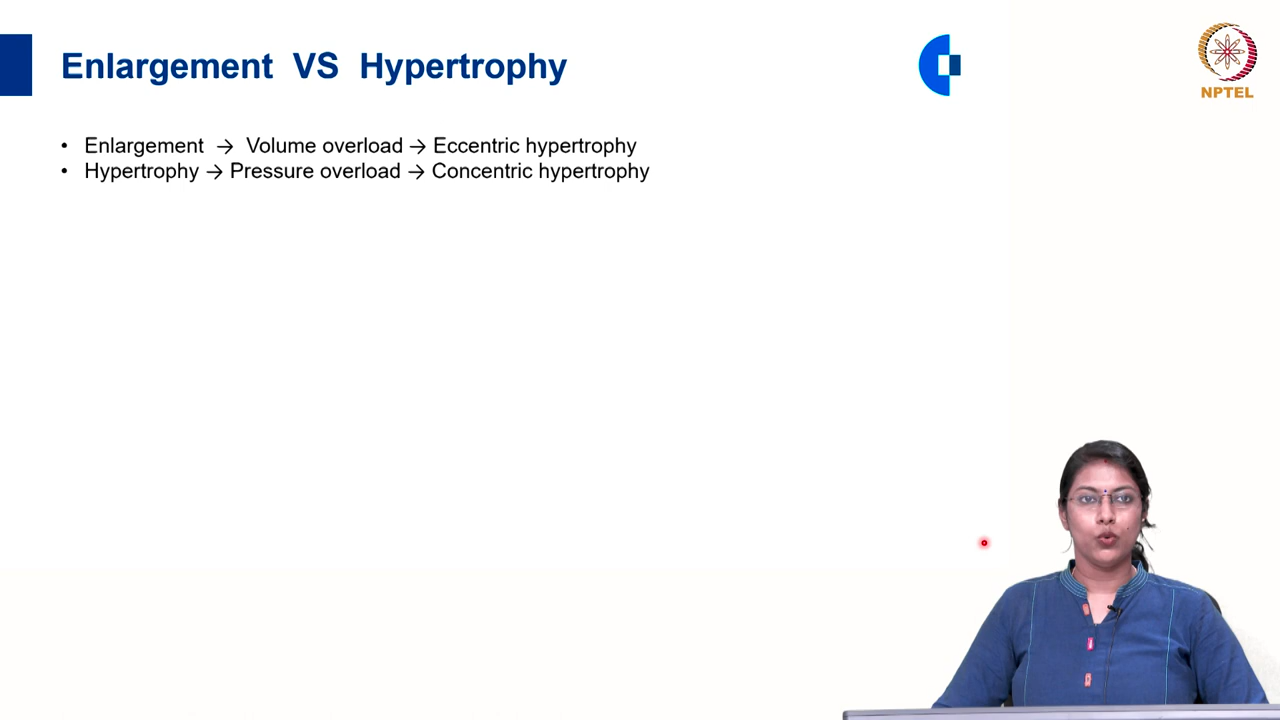 Enlargement VS Hypertrophy
NPTEL
• Enlargement → Volume overload → Eccentric hypertrophy
• Hypertrophy → Pressure overload → Concentric hypertrophy